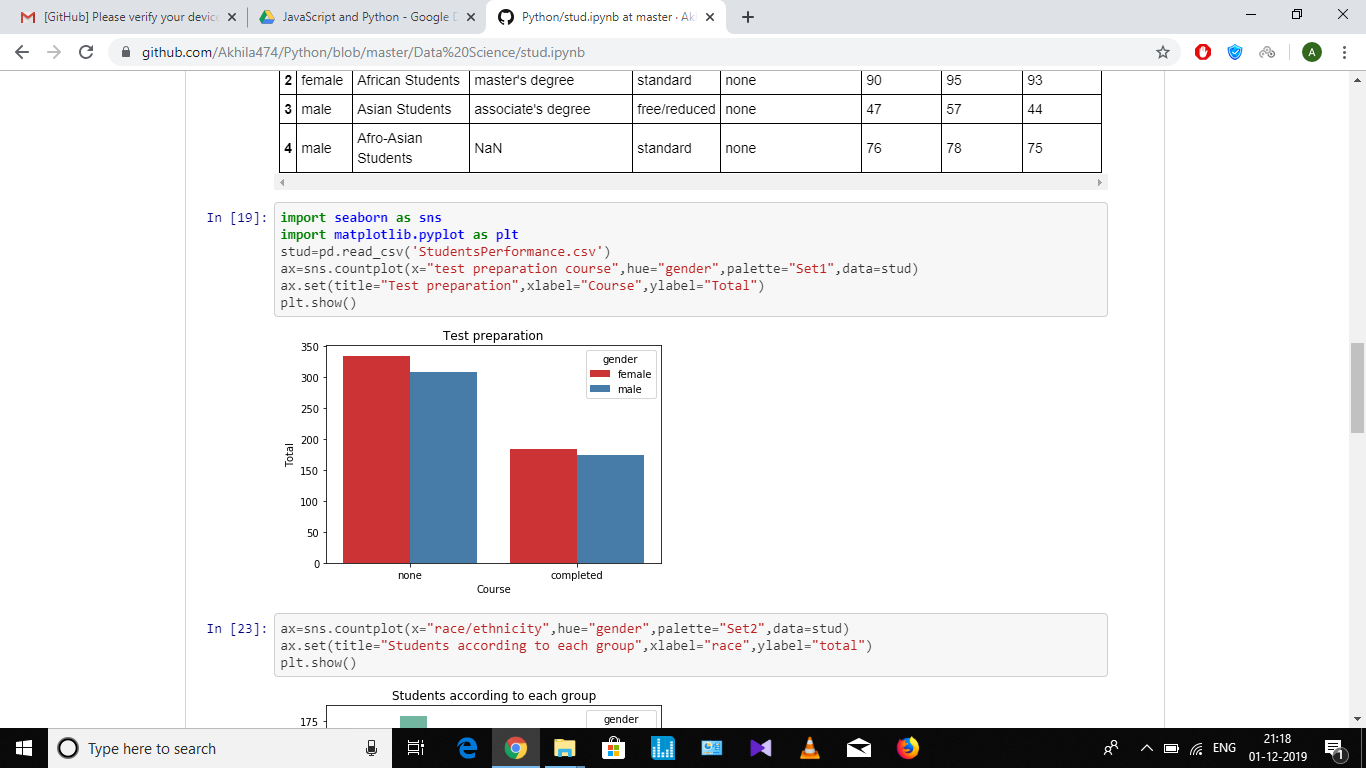 [GitHub] Please verify your device
JavaScript and Python - Google D
Python/stud.ipynb at master · Ak
github.com/Akhila474/Python/blob/master/Data%20Science/stud.ipynb
A
2 female African Students master's degree standard none 90 95 93
3 male Asian Students associate's degree free/reduced none 47 57 44
4 male Afro-Asian Students NaN standard none 76 78 75
In [19]:
import seaborn as sns
import matplotlib.pyplot as plt
stud=pd.read_csv('StudentsPerformance.csv')
ax=sns.countplot(x="test preparation course",hue="gender",palette="Set1",data=stud)
ax.set(title="Test preparation",xlabel="Course",ylabel="Total")
plt.show()
Test preparation
350
300
250
200
150
100
50
0
Total
gender
female
male
none completed
Course
In [23]:
ax=sns.countplot(x="race/ethnicity",hue="gender",palette="Set2",data=stud)
ax.set(title="Students according to each group",xlabel="race",ylabel="total")
plt.show()
Students according to each group
175
gender
Type here to search
ENG
21:18
01-12-2019
1